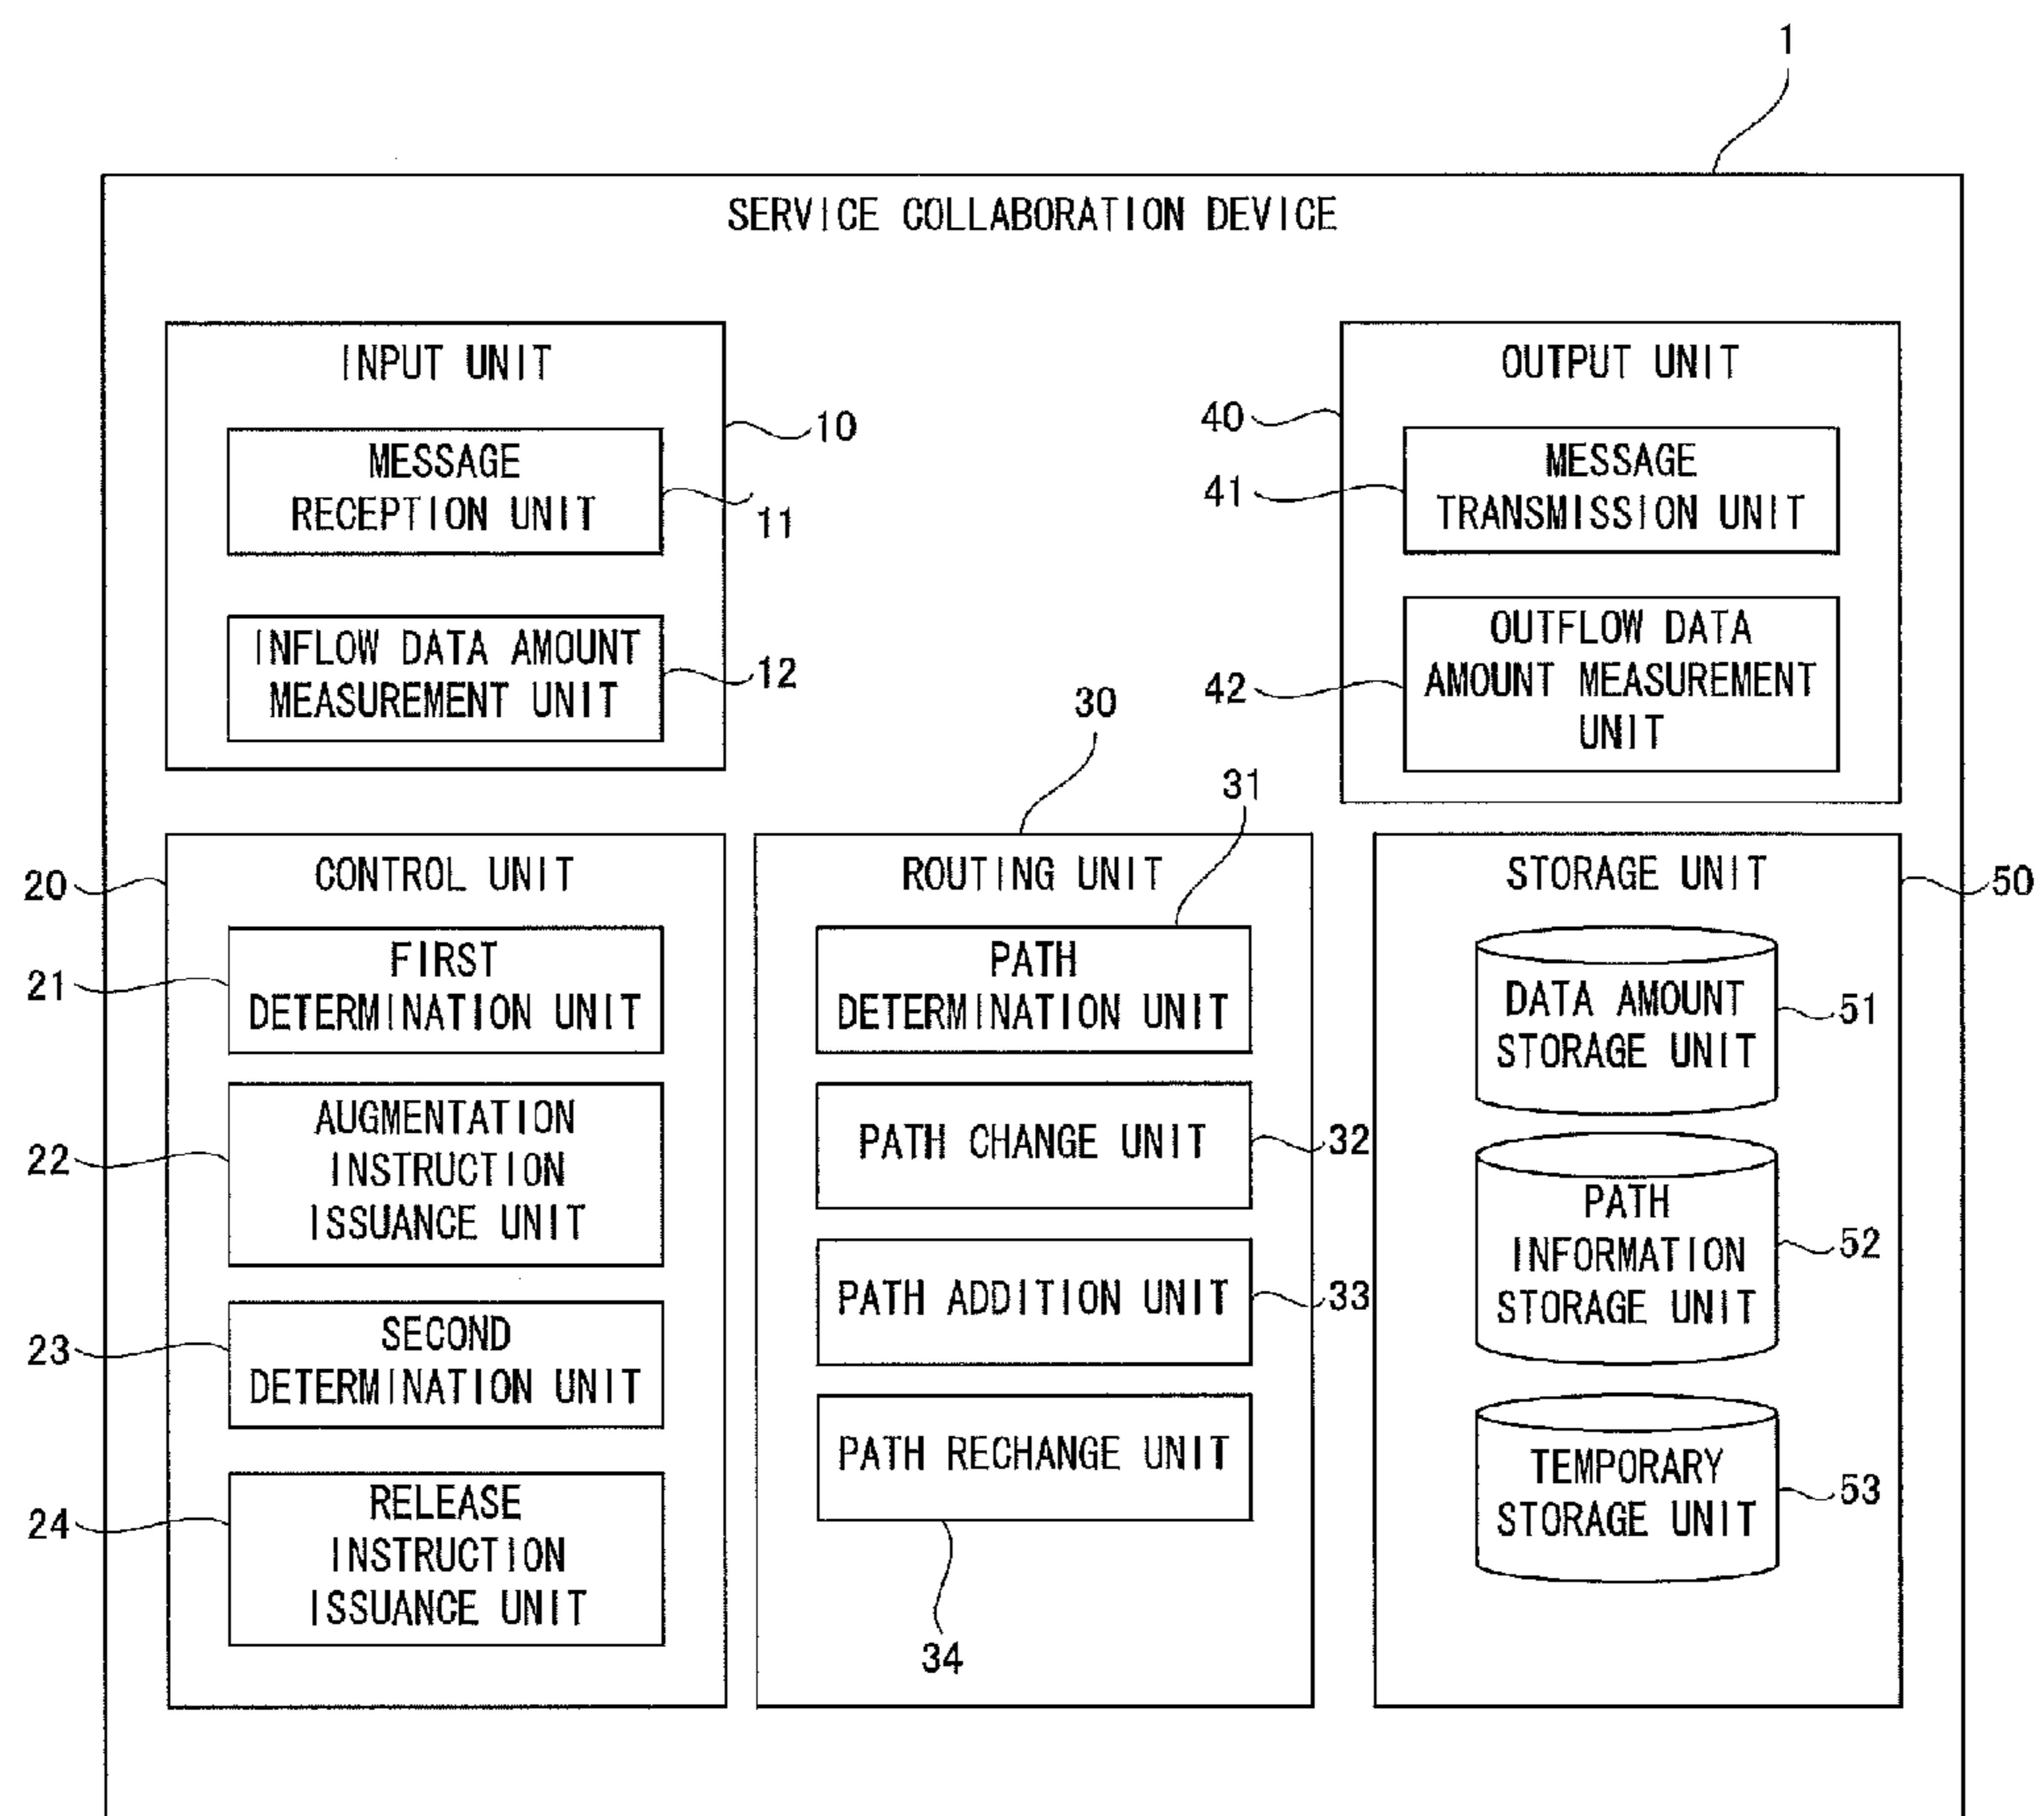 1
SERVICE COLLABORATION DEVICE
INPUT UNIT
10
MESSAGE
RECEPTION UNIT
11
INFLOW DATA AMOUNT
MEASUREMENT UNIT
12
OUTPUT UNIT
40
MESSAGE
TRANSMISSION UNIT
41
OUTFLOW DATA
AMOUNT MEASUREMENT
UNIT
42
20
CONTROL UNIT
FIRST
DETERMINATION UNIT
21
AUGMENTATION
INSTRUCTION
ISSUANCE UNIT
22
SECOND
DETERMINATION UNIT
23
RELEASE
INSTRUCTION
ISSUANCE UNIT
24
30
31
ROUTING UNIT
PATH
DETERMINATION UNIT
PATH CHANGE UNIT
32
PATH ADDITION UNIT
33
PATH RECHANGE UNIT
34
STORAGE UNIT
50
DATA AMOUNT
STORAGE UNIT
51
PATH
INFORMATION
STORAGE UNIT
52
TEMPORARY
STORAGE UNIT
53